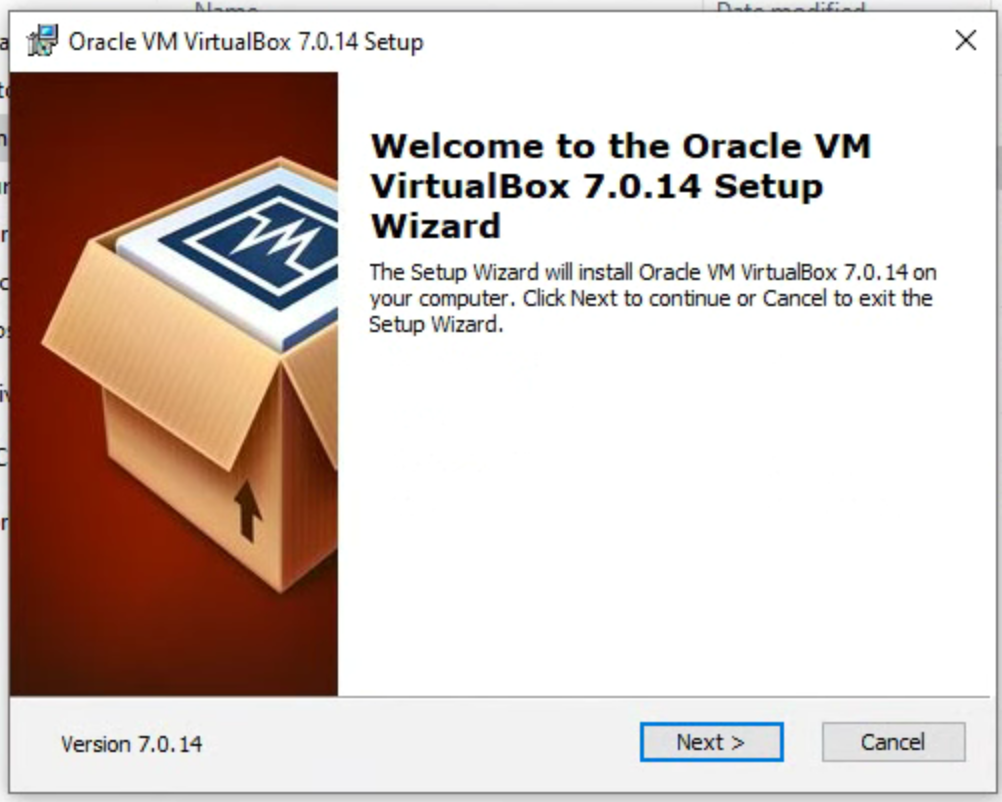 Name Date modified
Oracle VM VirtualBox 7.0.14 Setup
Welcome to the Oracle VM
VirtualBox 7.0.14 Setup
Wizard
The Setup Wizard will install Oracle VM VirtualBox 7.0.14 on
your computer. Click Next to continue or Cancel to exit the
Setup Wizard.
Version 7.0.14
Next >
Cancel